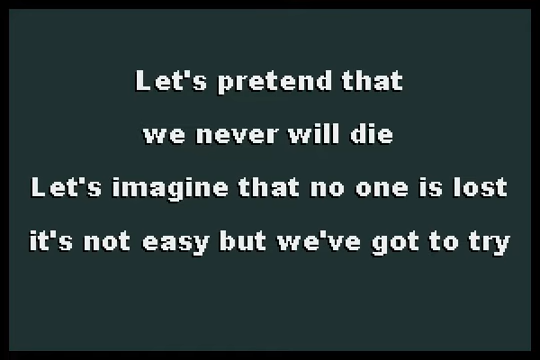 Let's pretend that
we never will die
Let's imagine that no one is lost
it's not easy but we've got to try